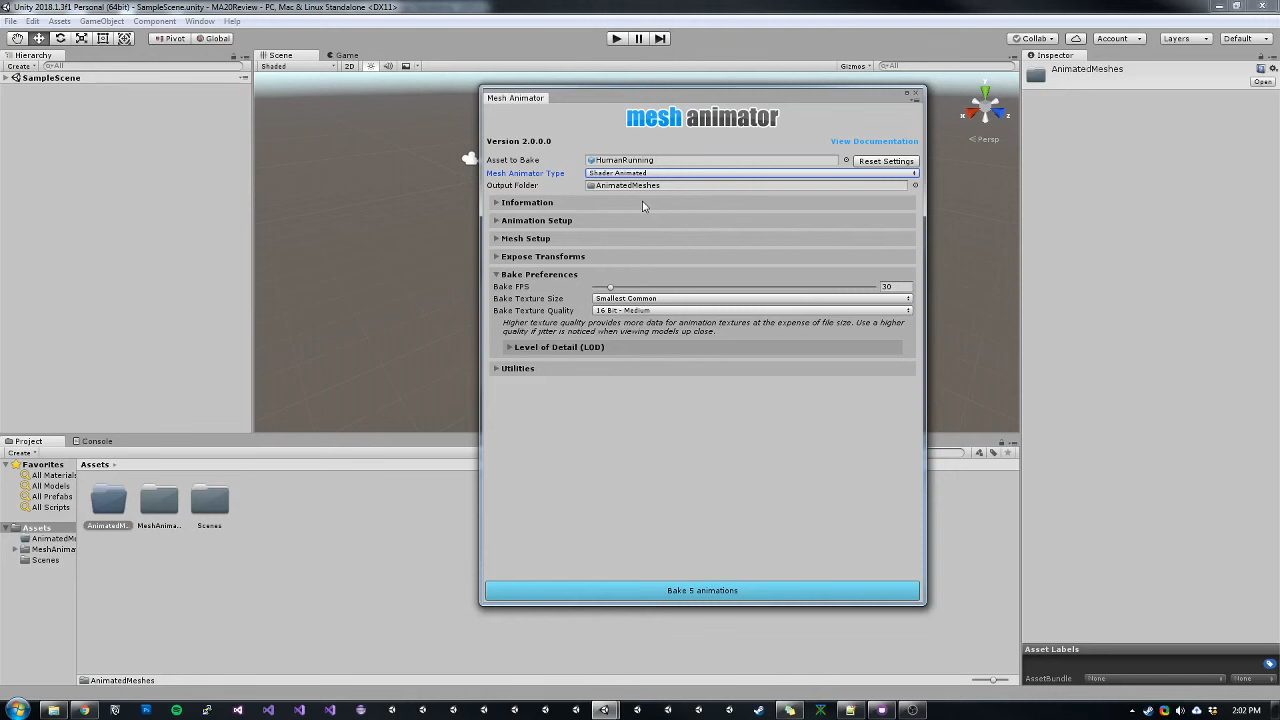 Unity 2018.1.3f1 Personal (64bit) - SampleScene.unity - MA20Review - PC, Mac & Linux Standalone <DX11>
File Edit Assets GameObject Component Window Help
Pivot Global Collab Account Layers Default
Hierarchy Scene Game Inspector
Create All Shaded 2D Gizmos All AnimatedMeshes
SampleScene Open
Persp
Mesh Animator
mesh animator
Version 2.0.0.0 View Documentation
Asset to Bake HumanRunning Reset Settings
Mesh Animator Type Shader Animated
Output Folder AnimatedMeshes
Information
Animation Setup
Mesh Setup
Expose Transforms
Bake Preferences
Bake FPS 30
Bake Texture Size Smallest Common
Bake Texture Quality 16 Bit - Medium
Higher texture quality provides more data for animation textures at the expense of file size. Use a higher
quality if jitter is noticed when viewing models up close.
Level of Detail (LOD)
Utilities
Bake 5 animations
Project Console
Create
Favorites
All Materials
All Models
All Prefabs
All Scripts
Assets
AnimatedMe
MeshAnimat
Scenes
Assets
AnimatedM...
MeshAnima...
Scenes
AnimatedMeshes
Asset Labels
AssetBundle None None
2:02 PM